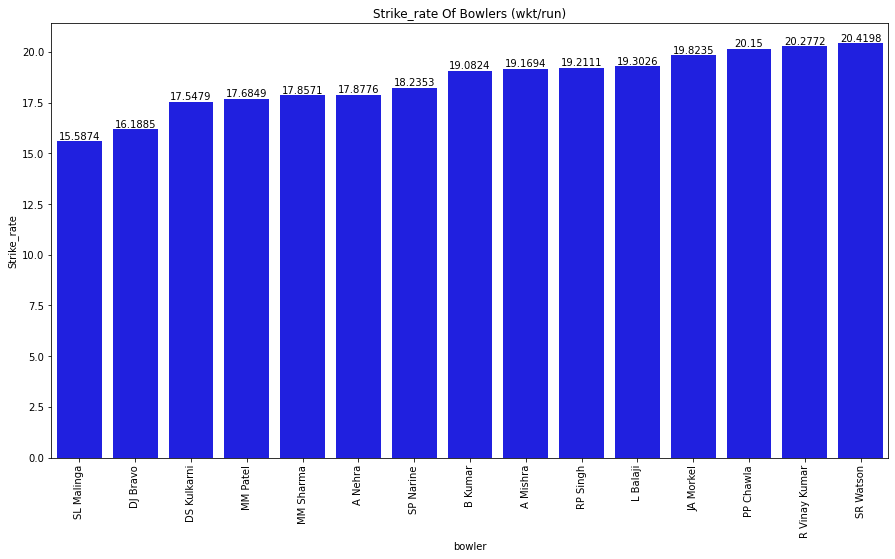 Strike_rate Of Bowlers (wkt/run)
20.0
17.5
15.0
12.5
10.0
7.5
5.0
2.5
0.0
Strike_rate
15.5874
16.1885
17.5479
17.6849
17.8571
17.8776
18.2353
19.0824
19.1694
19.2111
19.3026
19.8235
20.15
20.2772
20.4198
SL Malinga
DJ Bravo
DS Kulkarni
MM Patel
MM Sharma
A Nehra
SP Narine
B Kumar
A Mishra
RP Singh
L Balaji
JA Morkel
PP Chawla
R Vinay Kumar
SR Watson
bowler